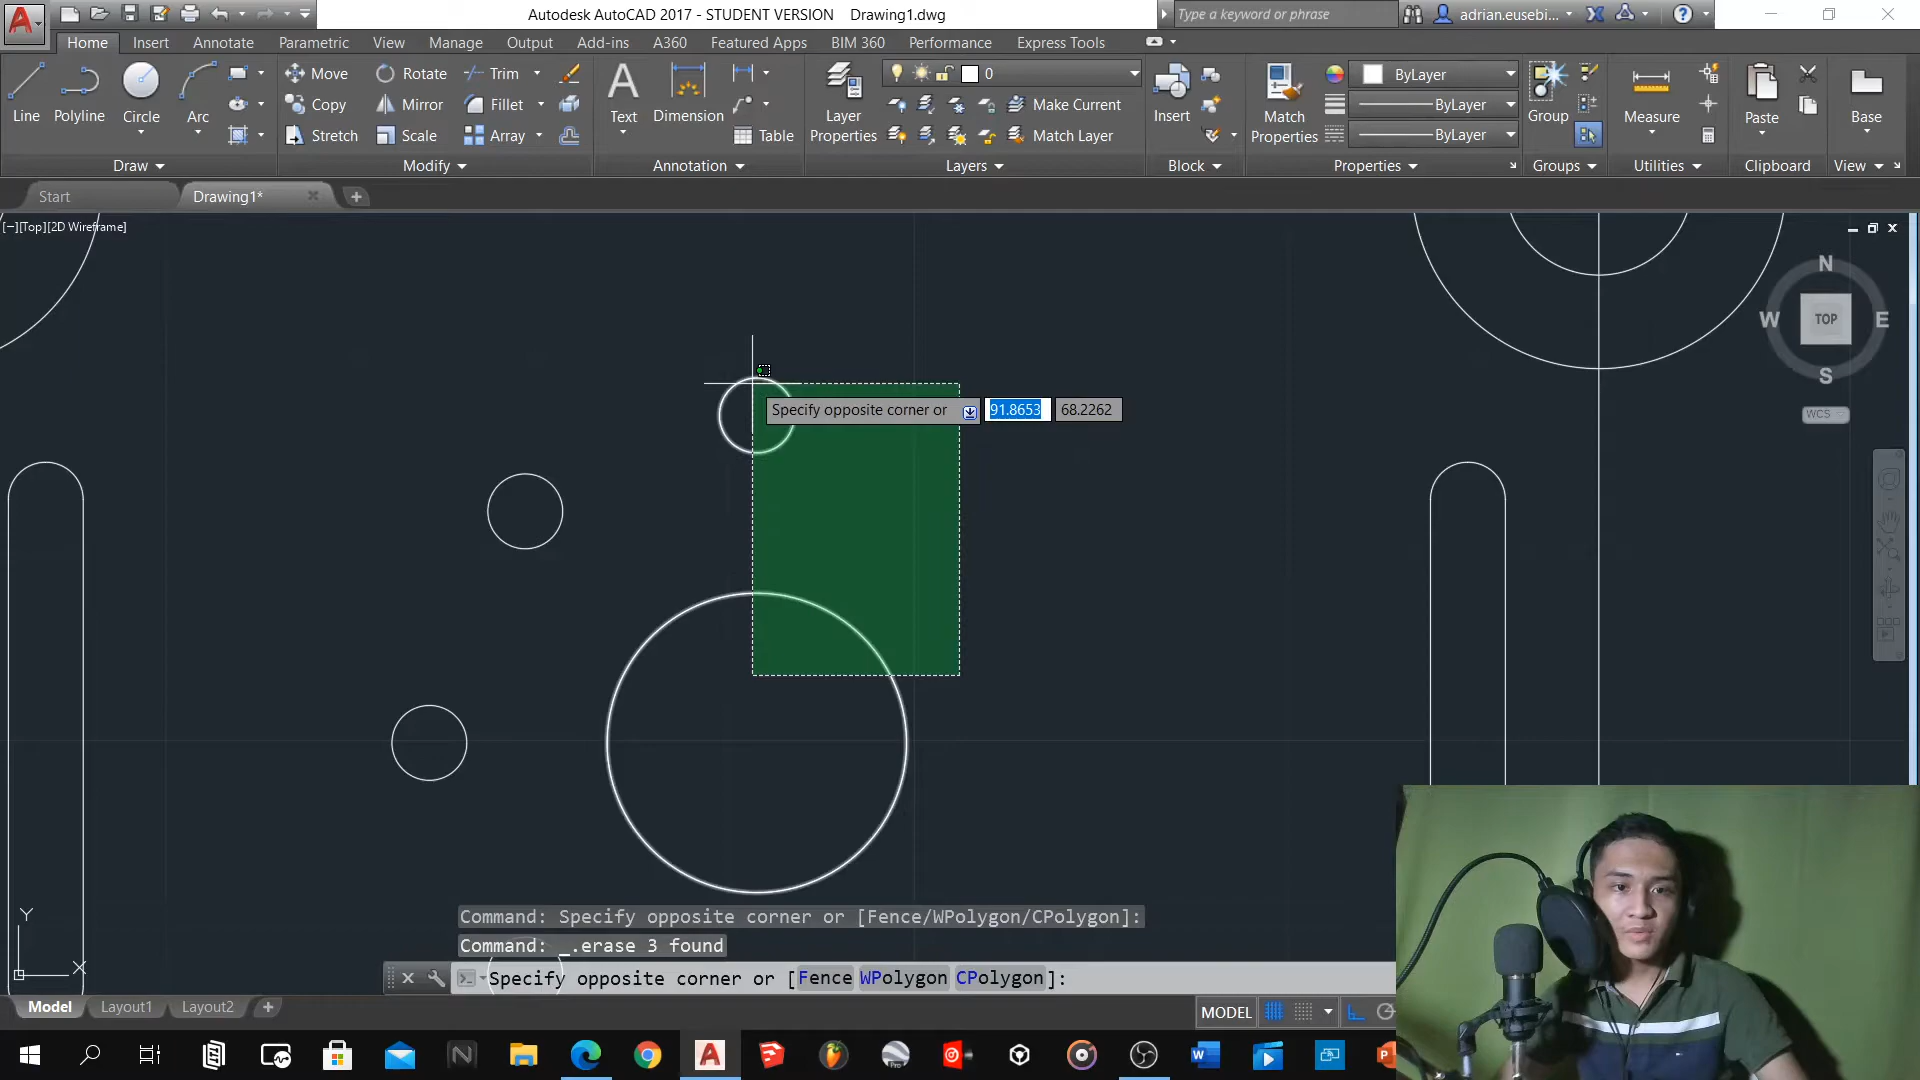 Autodesk AutoCAD 2017 - STUDENT VERSION Drawing1.dwg
Type a keyword or phrase
adrian.eusebi...
Home Insert Annotate Parametric View Manage Output Add-ins A360 Featured Apps BIM 360 Performance Express Tools
Line
Polyline
Circle
Arc
Draw
Move Rotate Trim
Copy Mirror Fillet
Stretch Scale Array
Modify
Text
Dimension
Table
Annotation
Layer Properties
0
Make Current
Match Layer
Layers
Insert
Block
Match Properties
ByLayer
ByLayer
ByLayer
Properties
Group
Groups
Measure
Utilities
Paste
Clipboard
Base
View
Start Drawing1*
[−][Top][2D Wireframe]
N
W TOP E
S
WCS
Specify opposite corner or 91.8653 68.2262
Y
X
Command: Specify opposite corner or [Fence/WPolygon/CPolygon]:
Command: _.erase 3 found
Specify opposite corner or [Fence WPolygon CPolygon]:
Model Layout1 Layout2
MODEL